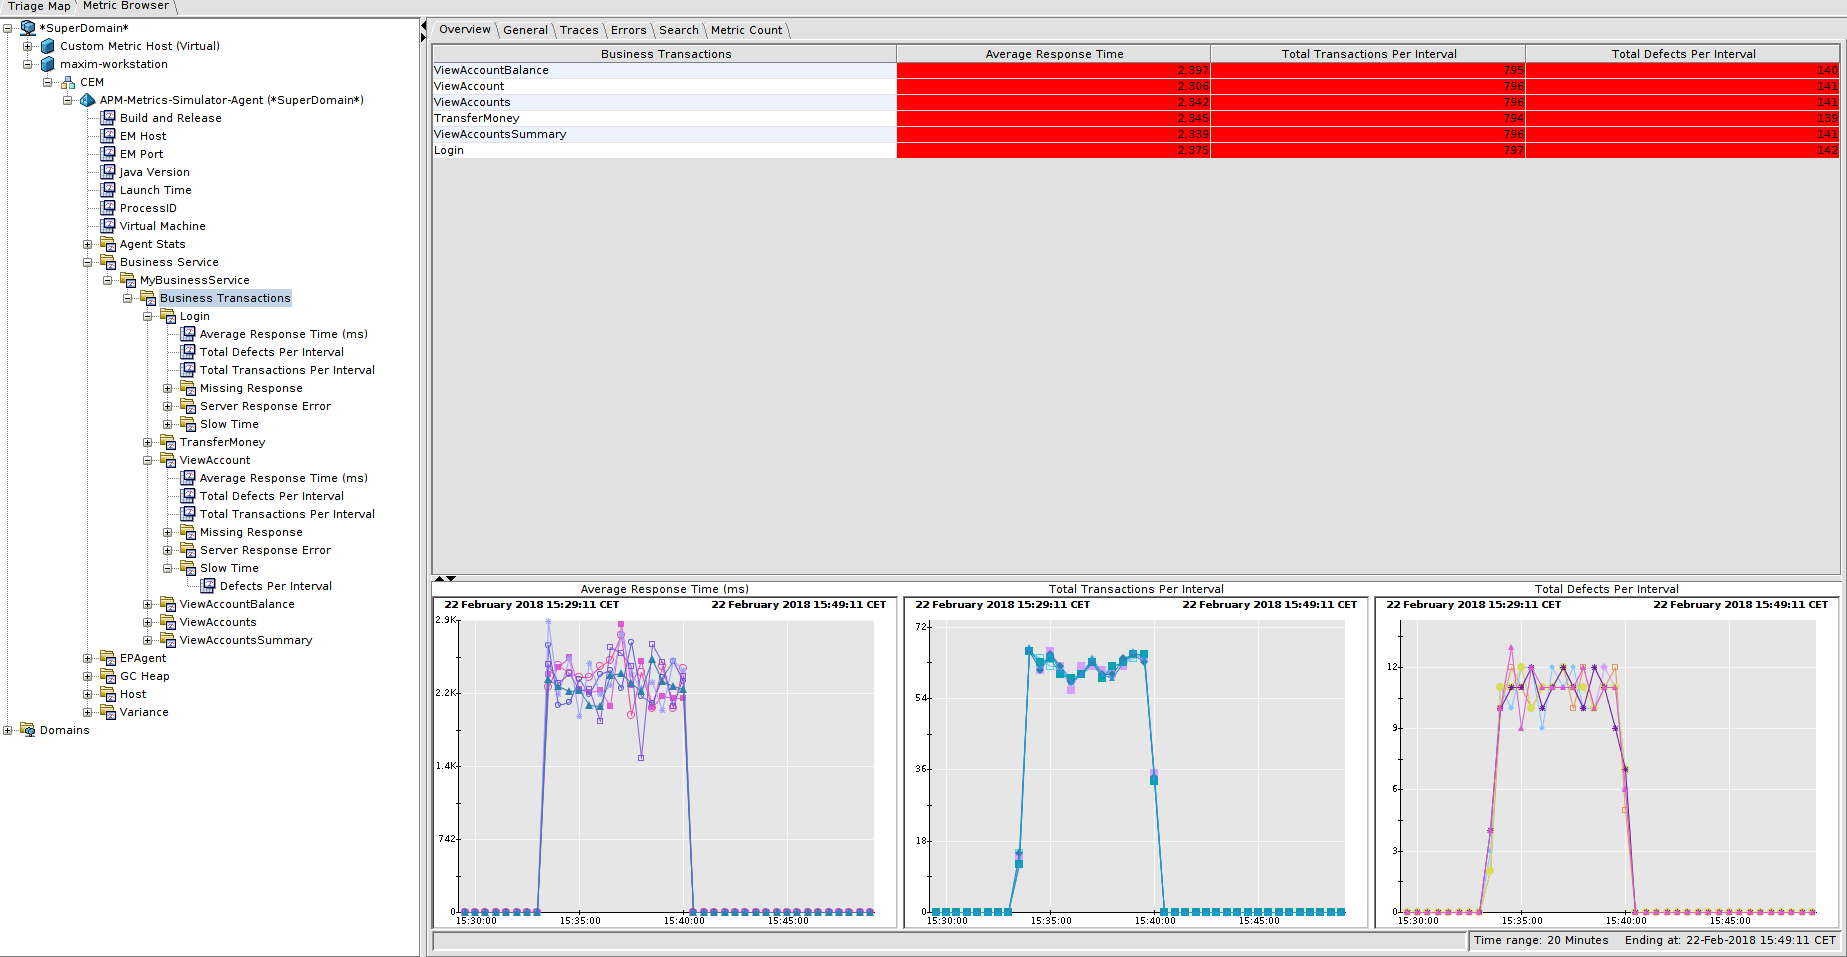 Triage Map Metric Browser
*SuperDomain*
Custom Metric Host (Virtual)
maxim-workstation
CEM
APM-Metrics-Simulator-Agent (*SuperDomain*)
Build and Release
EM Host
EM Port
Java Version
Launch Time
ProcessID
Virtual Machine
Agent Stats
Business Service
MyBusinessService
Business Transactions
Login
Average Response Time (ms)
Total Defects Per Interval
Total Transactions Per Interval
Missing Response
Server Response Error
Slow Time
TransferMoney
ViewAccount
Average Response Time (ms)
Total Defects Per Interval
Total Transactions Per Interval
Missing Response
Server Response Error
Slow Time
Defects Per Interval
ViewAccountBalance
ViewAccounts
ViewAccountsSummary
EPAgent
GC Heap
Host
Variance
Domains
Overview General Traces Errors Search Metric Count
Business Transactions Average Response Time Total Transactions Per Interval Total Defects Per Interval
ViewAccountBalance 2,397 795 140
ViewAccount 2,306 796 141
ViewAccounts 2,342 796 141
TransferMoney 2,345 794 139
ViewAccountsSummary 2,339 796 141
Login 2,375 797 142
Average Response Time (ms)
22 February 2018 15:29:11 CET 22 February 2018 15:49:11 CET
2.9K
2.2K
1.4K
742
0
15:30:00 15:35:00 15:40:00 15:45:00
Total Transactions Per Interval
22 February 2018 15:29:11 CET 22 February 2018 15:49:11 CET
72
54
36
18
0
15:30:00 15:35:00 15:40:00 15:45:00
Total Defects Per Interval
22 February 2018 15:29:11 CET 22 February 2018 15:49:11 CET
12
9
6
3
0
15:30:00 15:35:00 15:40:00 15:45:00
Time range: 20 Minutes Ending at: 22-Feb-2018 15:49:11 CET